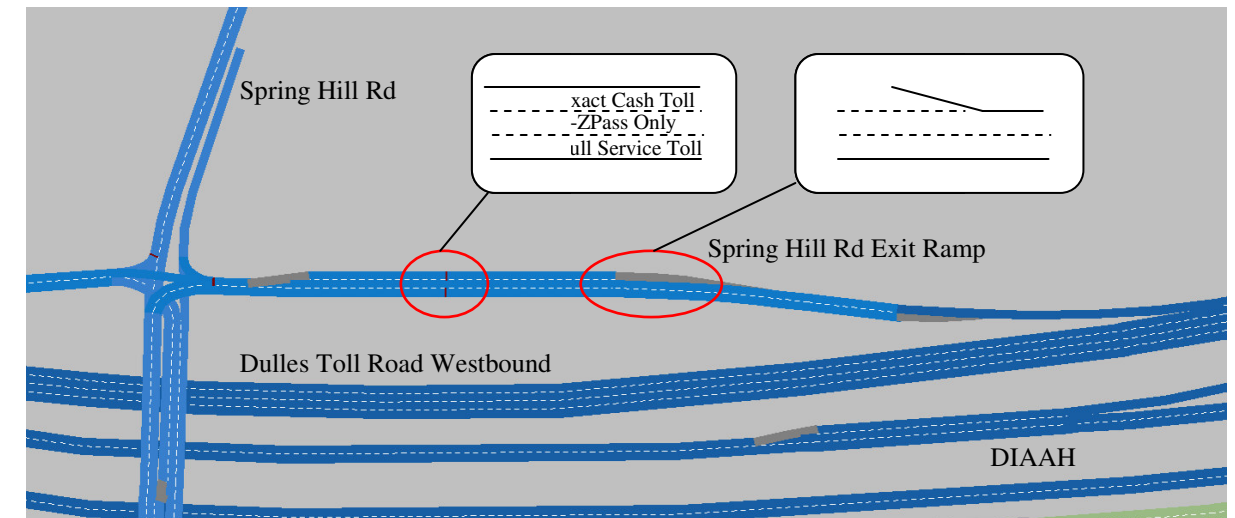 Spring Hill Rd
xact Cash Toll
-ZPass Only
ull Service Toll
Spring Hill Rd Exit Ramp
Dulles Toll Road Westbound
DIAAH